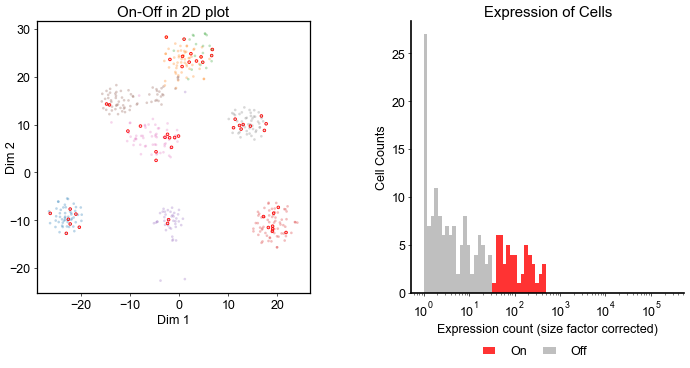 On-Off in 2D plot
30
20
10
0
−10
−20
Dim 2
−20
−10
0
10
20
Dim 1
Expression of Cells
25
20
15
10
5
0
Cell Counts
10⁰
10¹
10²
10³
10⁴
10⁵
Expression count (size factor corrected)
On
Off